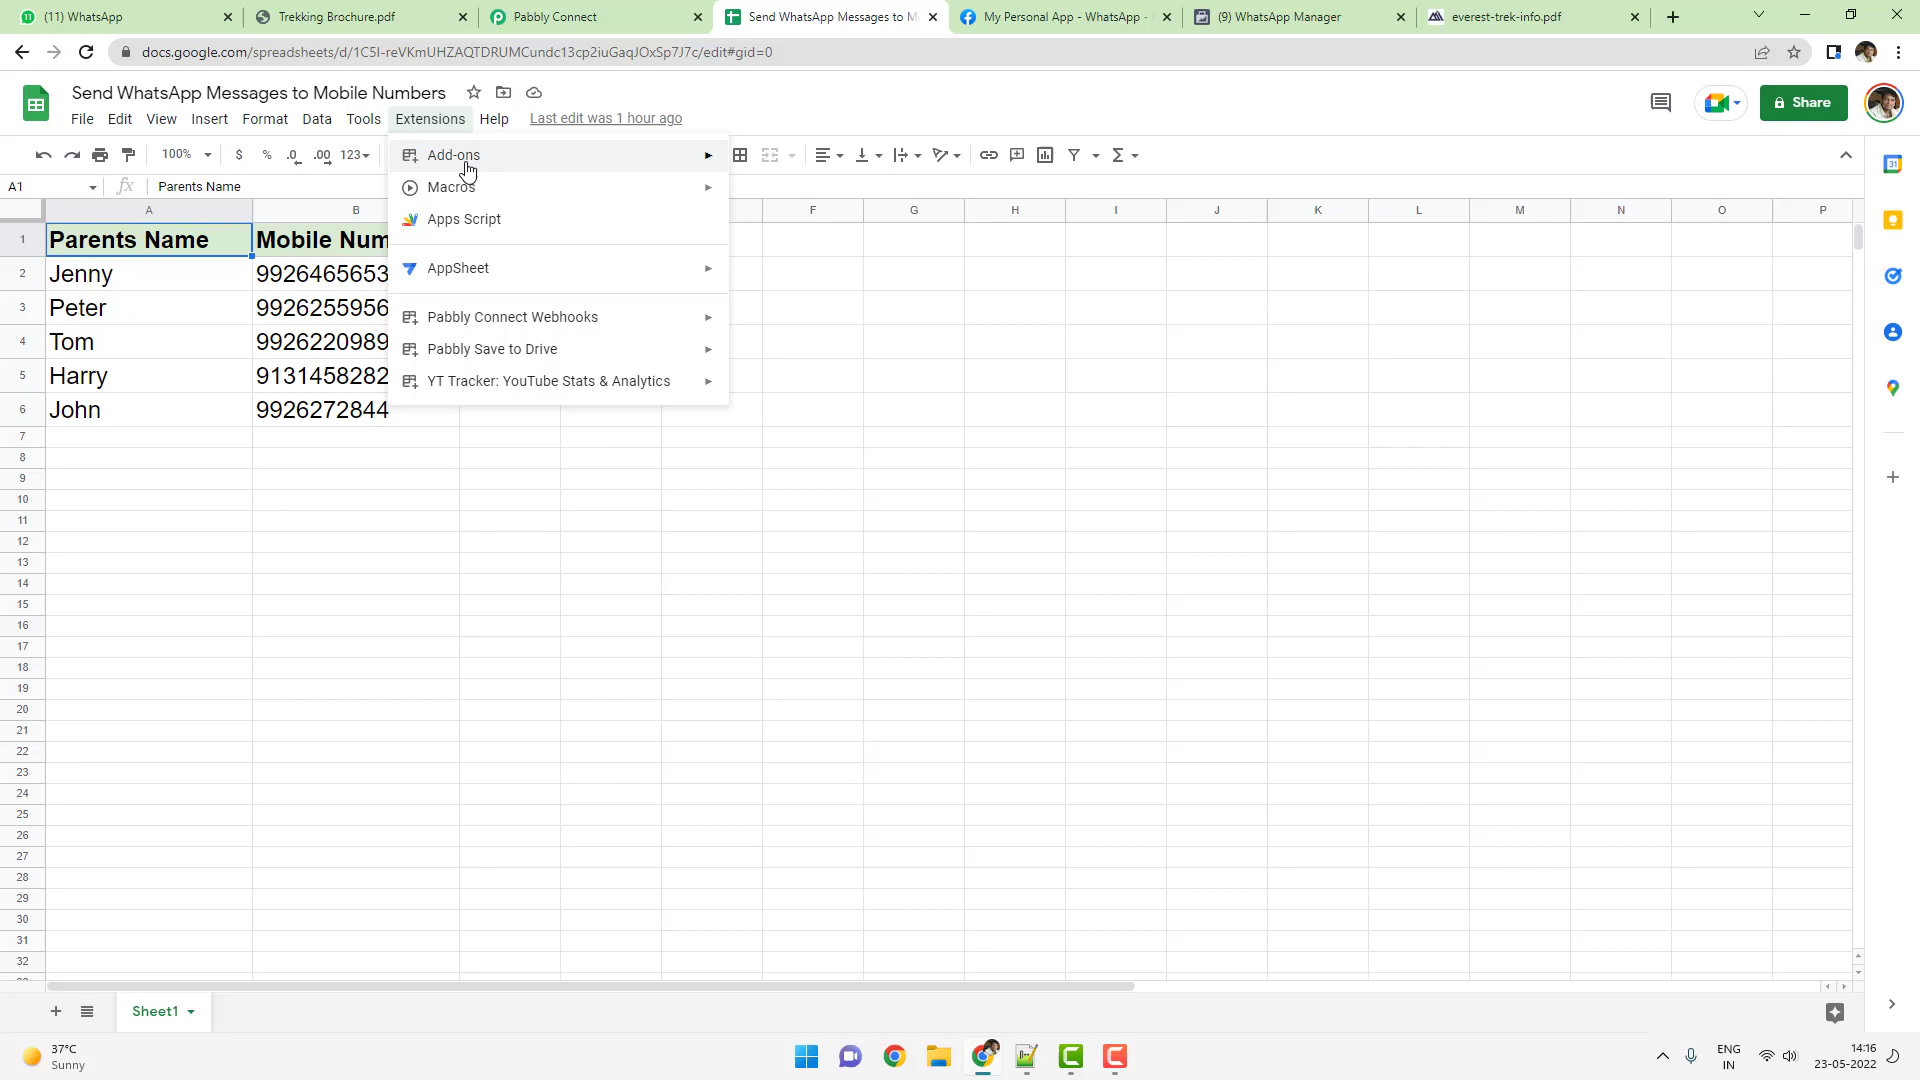 (11) WhatsApp
Trekking Brochure.pdf
Pabbly Connect
Send WhatsApp Messages to M
My Personal App - WhatsApp -
(9) WhatsApp Manager
everest-trek-info.pdf
docs.google.com/spreadsheets/d/1C5I-reVKmUHZAQTDRUMCundc13cp2iuGaqJOxSp7J7c/edit#gid=0
Send WhatsApp Messages to Mobile Numbers
Share
File Edit View Insert Format Data Tools Extensions Help Last edit was 1 hour ago
100% $ % .0 .00 123
Add-ons
Macros
Apps Script
AppSheet
Pabbly Connect Webhooks
Pabbly Save to Drive
YT Tracker: YouTube Stats & Analytics
A1 fx Parents Name
A B F G H I J K L M N O P
1 Parents Name Mobile Num
2 Jenny 9926465653
3 Peter 9926255956
4 Tom 9926220989
5 Harry 9131458282
6 John 9926272844
7
8
9
10
11
12
13
14
15
16
17
18
19
20
21
22
23
24
25
26
27
28
29
30
31
32
31
Sheet1
37°C
Sunny
ENG
IN
14:16
23-05-2022